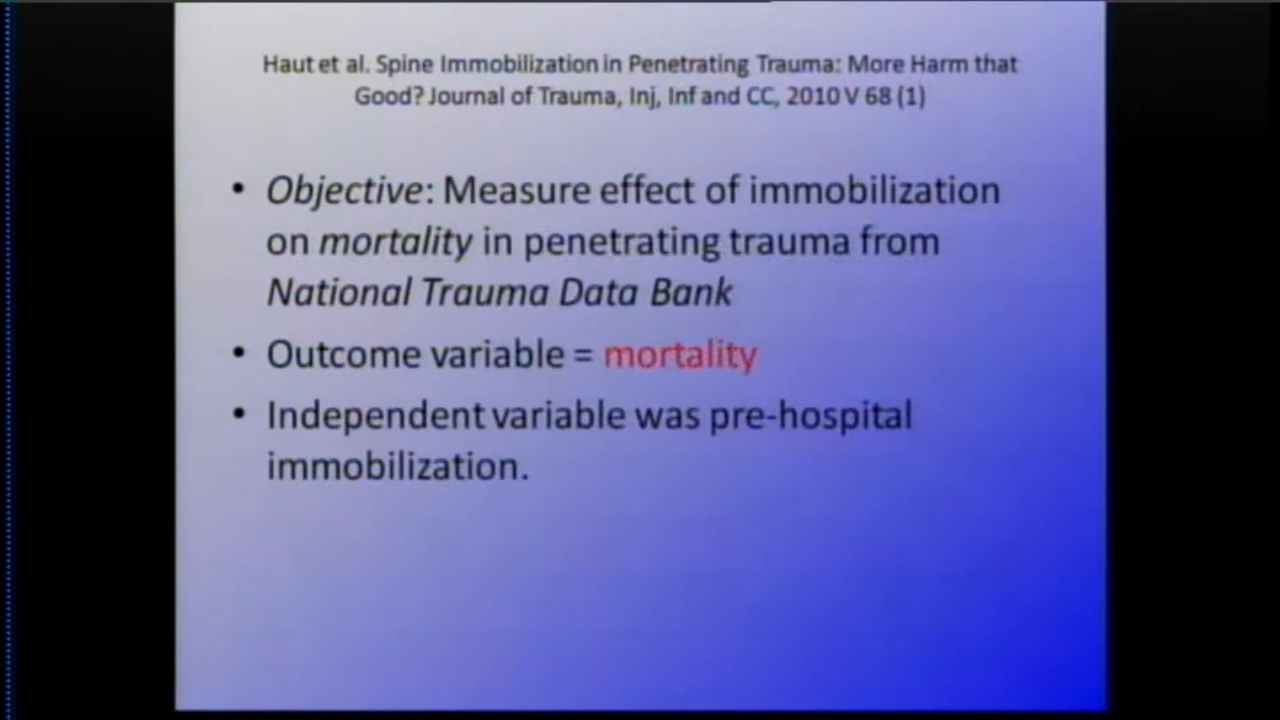 Haut et al. Spine Immobilization in Penetrating Trauma: More Harm that
Good? Journal of Trauma, Inj, Inf and CC, 2010 V 68 (1)
• Objective: Measure effect of immobilization
on mortality in penetrating trauma from
National Trauma Data Bank
• Outcome variable = mortality
• Independent variable was pre-hospital
immobilization.